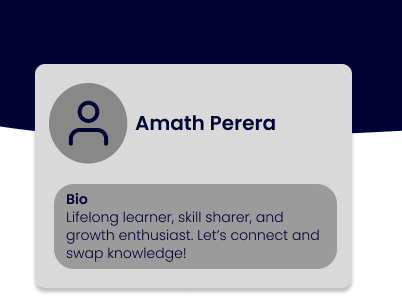 Amath Perera
Bio
Lifelong learner, skill sharer, and
growth enthusiast. Let’s connect and
swap knowledge!